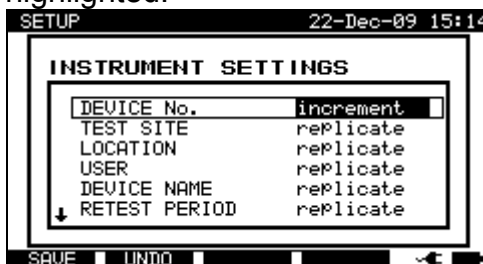 highlighted.
SETUP 22-Dec-09 15:14
INSTRUMENT SETTINGS
DEVICE No. increment
TEST SITE replicate
LOCATION replicate
USER replicate
DEVICE NAME replicate
RETEST PERIOD replicate
SAVE UNDO